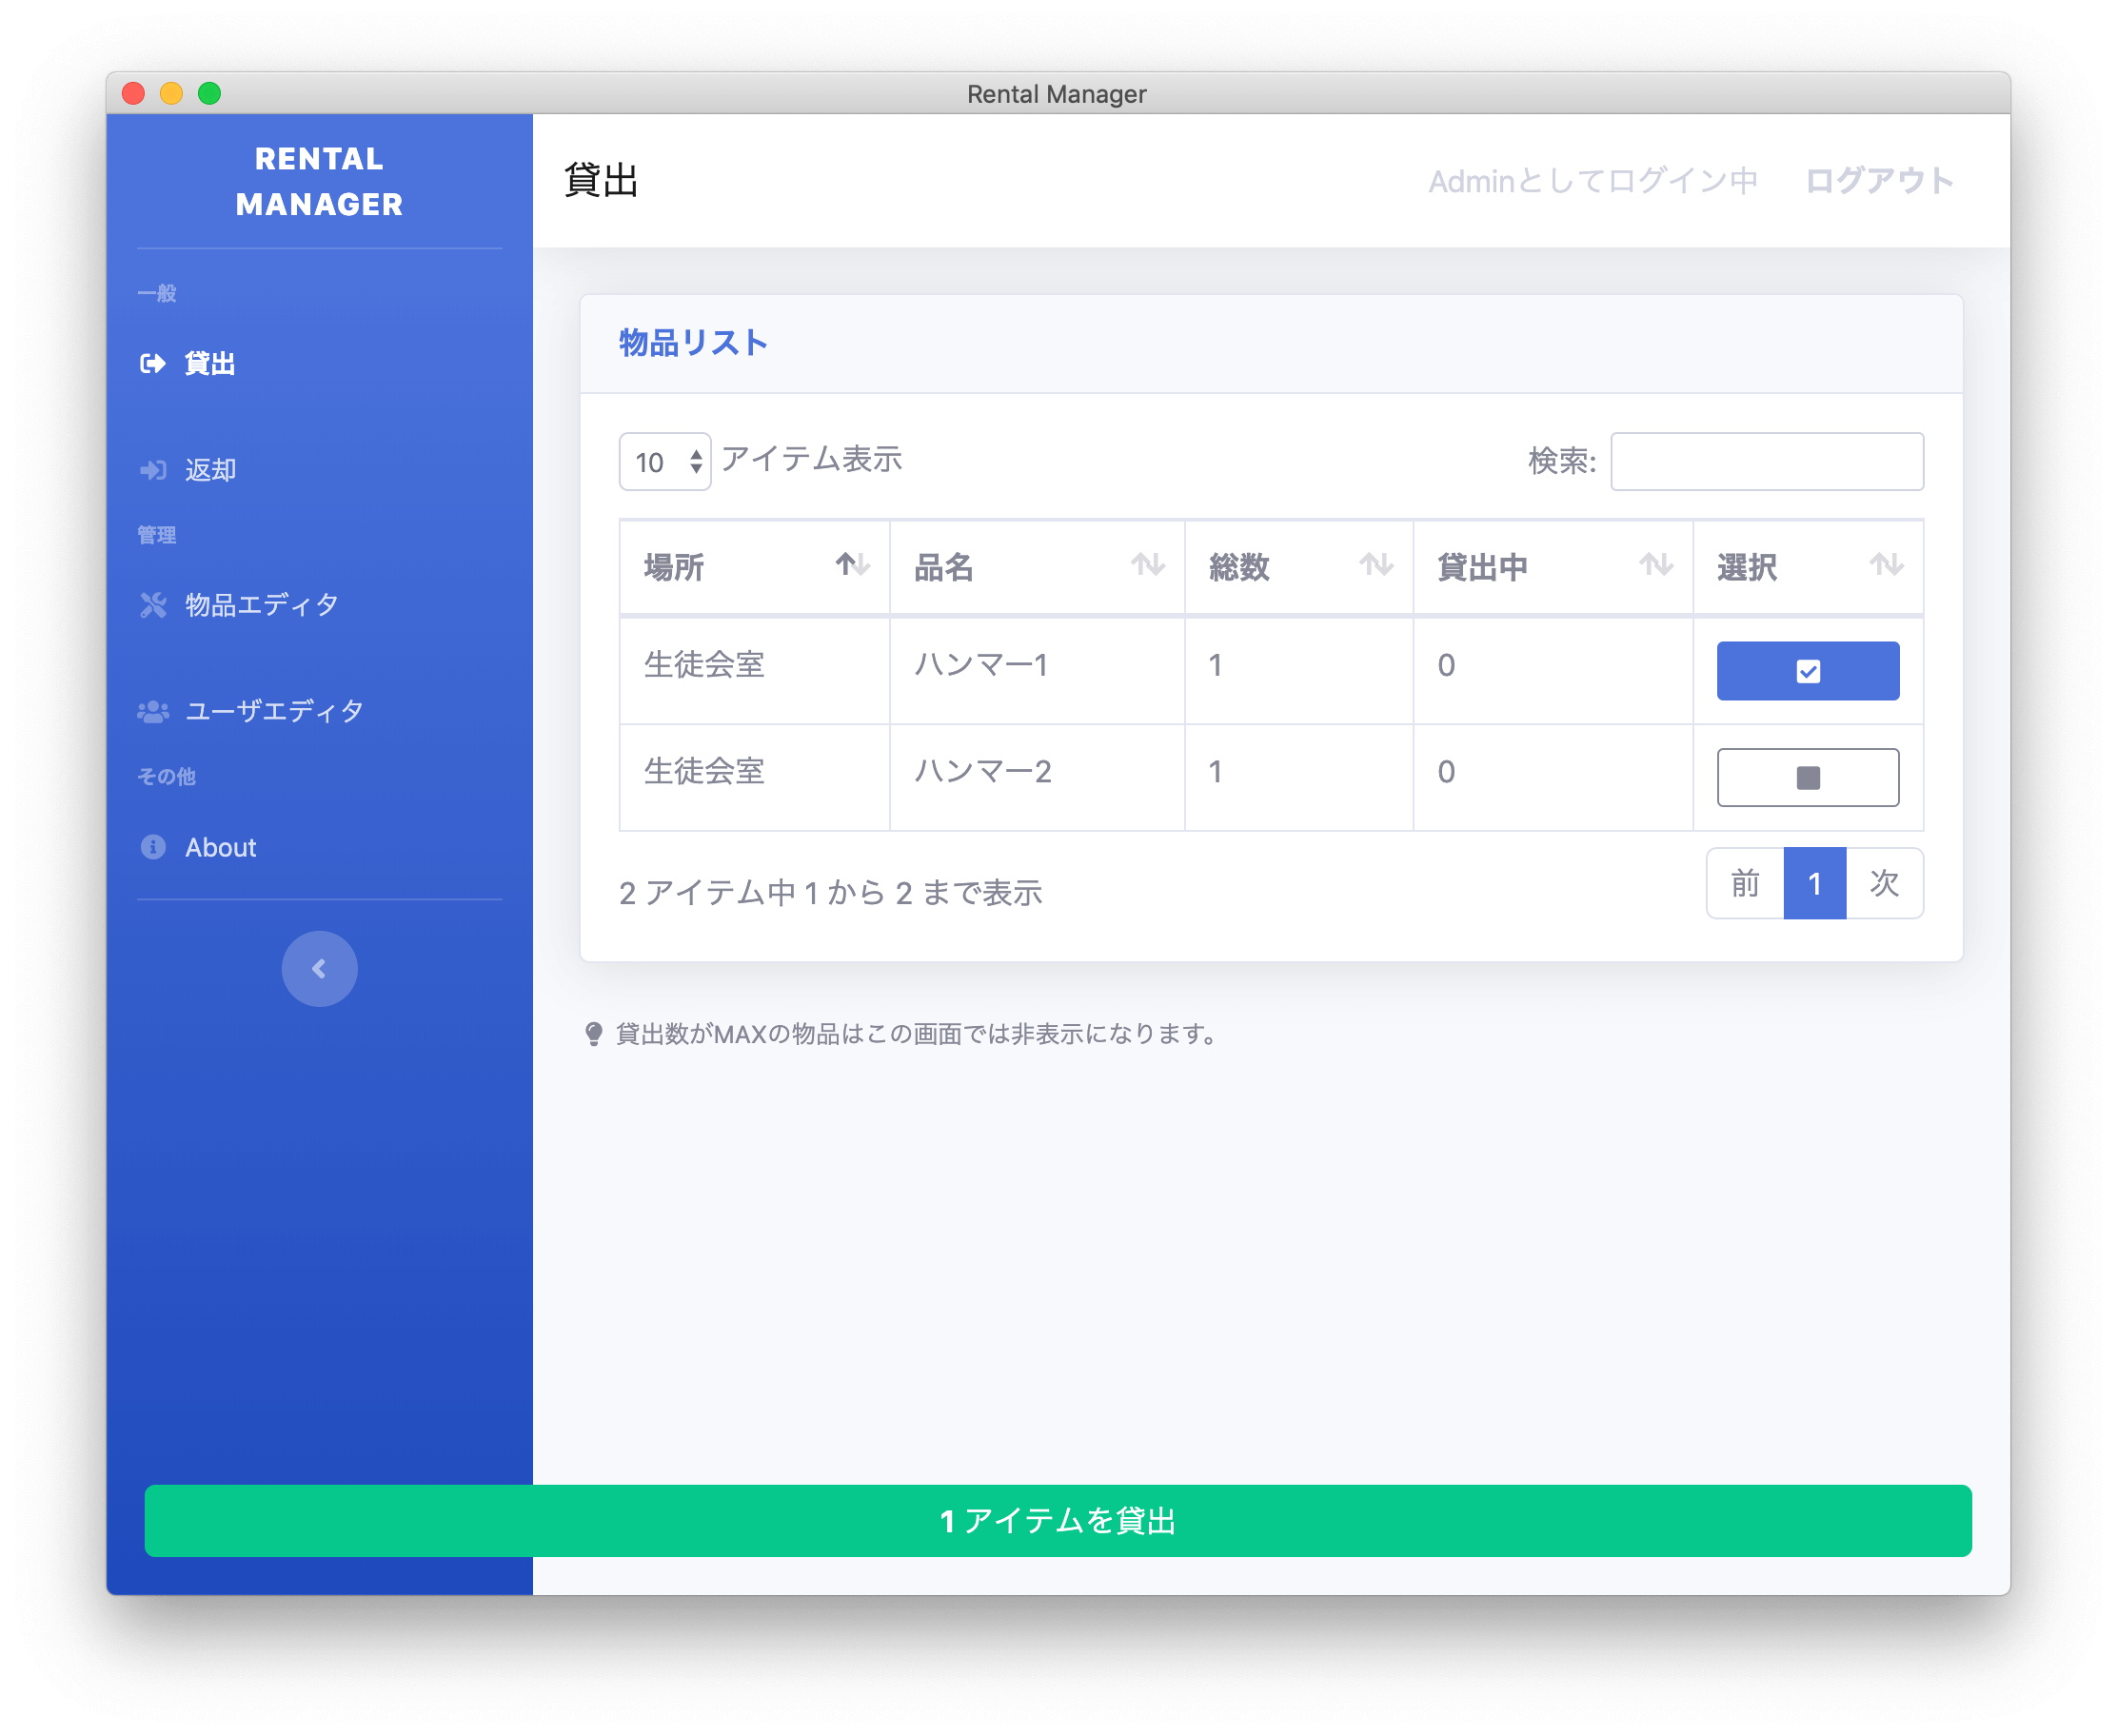 Rental Manager
RENTAL
MANAGER
一般
貸出
返却
管理
物品エディタ
ユーザエディタ
その他
About
貸出
Adminとしてログイン中 ログアウト
物品リスト
10 アイテム表示 検索:
場所 品名 総数 貸出中 選択
生徒会室 ハンマー1 1 0
生徒会室 ハンマー2 1 0
2 アイテム中 1 から 2 まで表示
前 1 次
貸出数がMAXの物品はこの画面では非表示になります。
1 アイテムを貸出